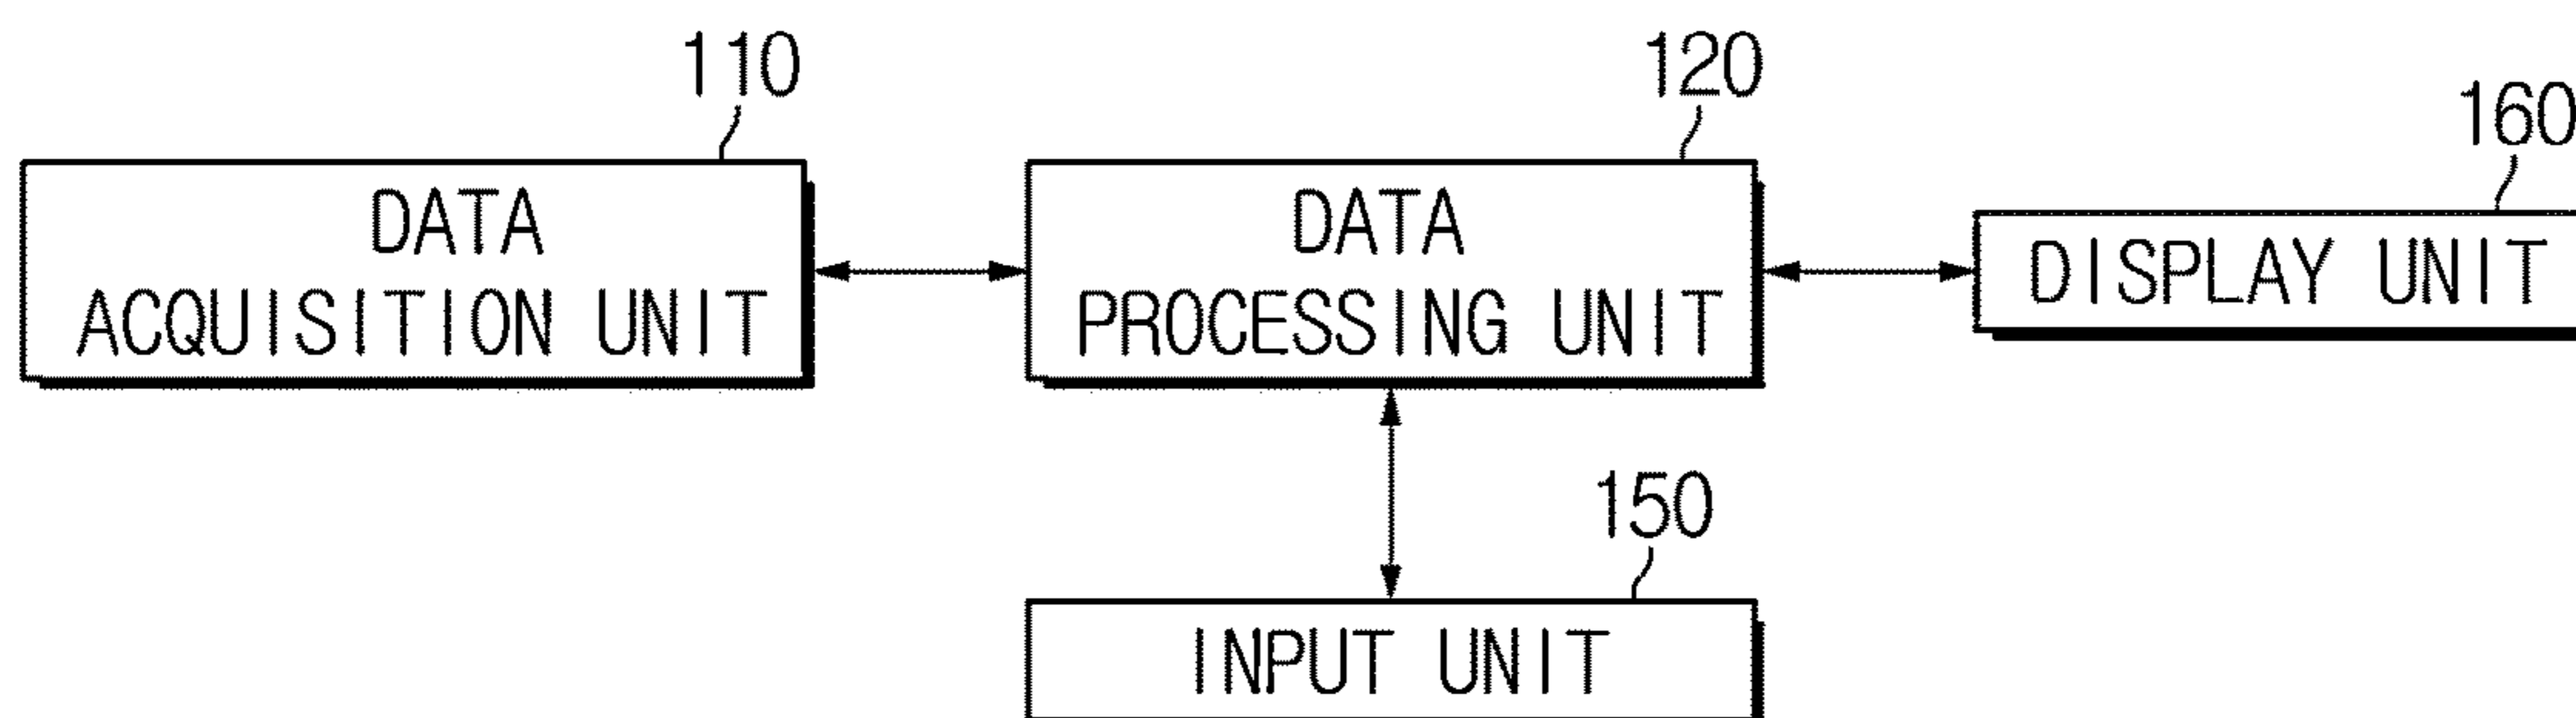 110
120
160
DATA
ACQUISITION UNIT
DATA
PROCESSING UNIT
DISPLAY UNIT
150
INPUT UNIT